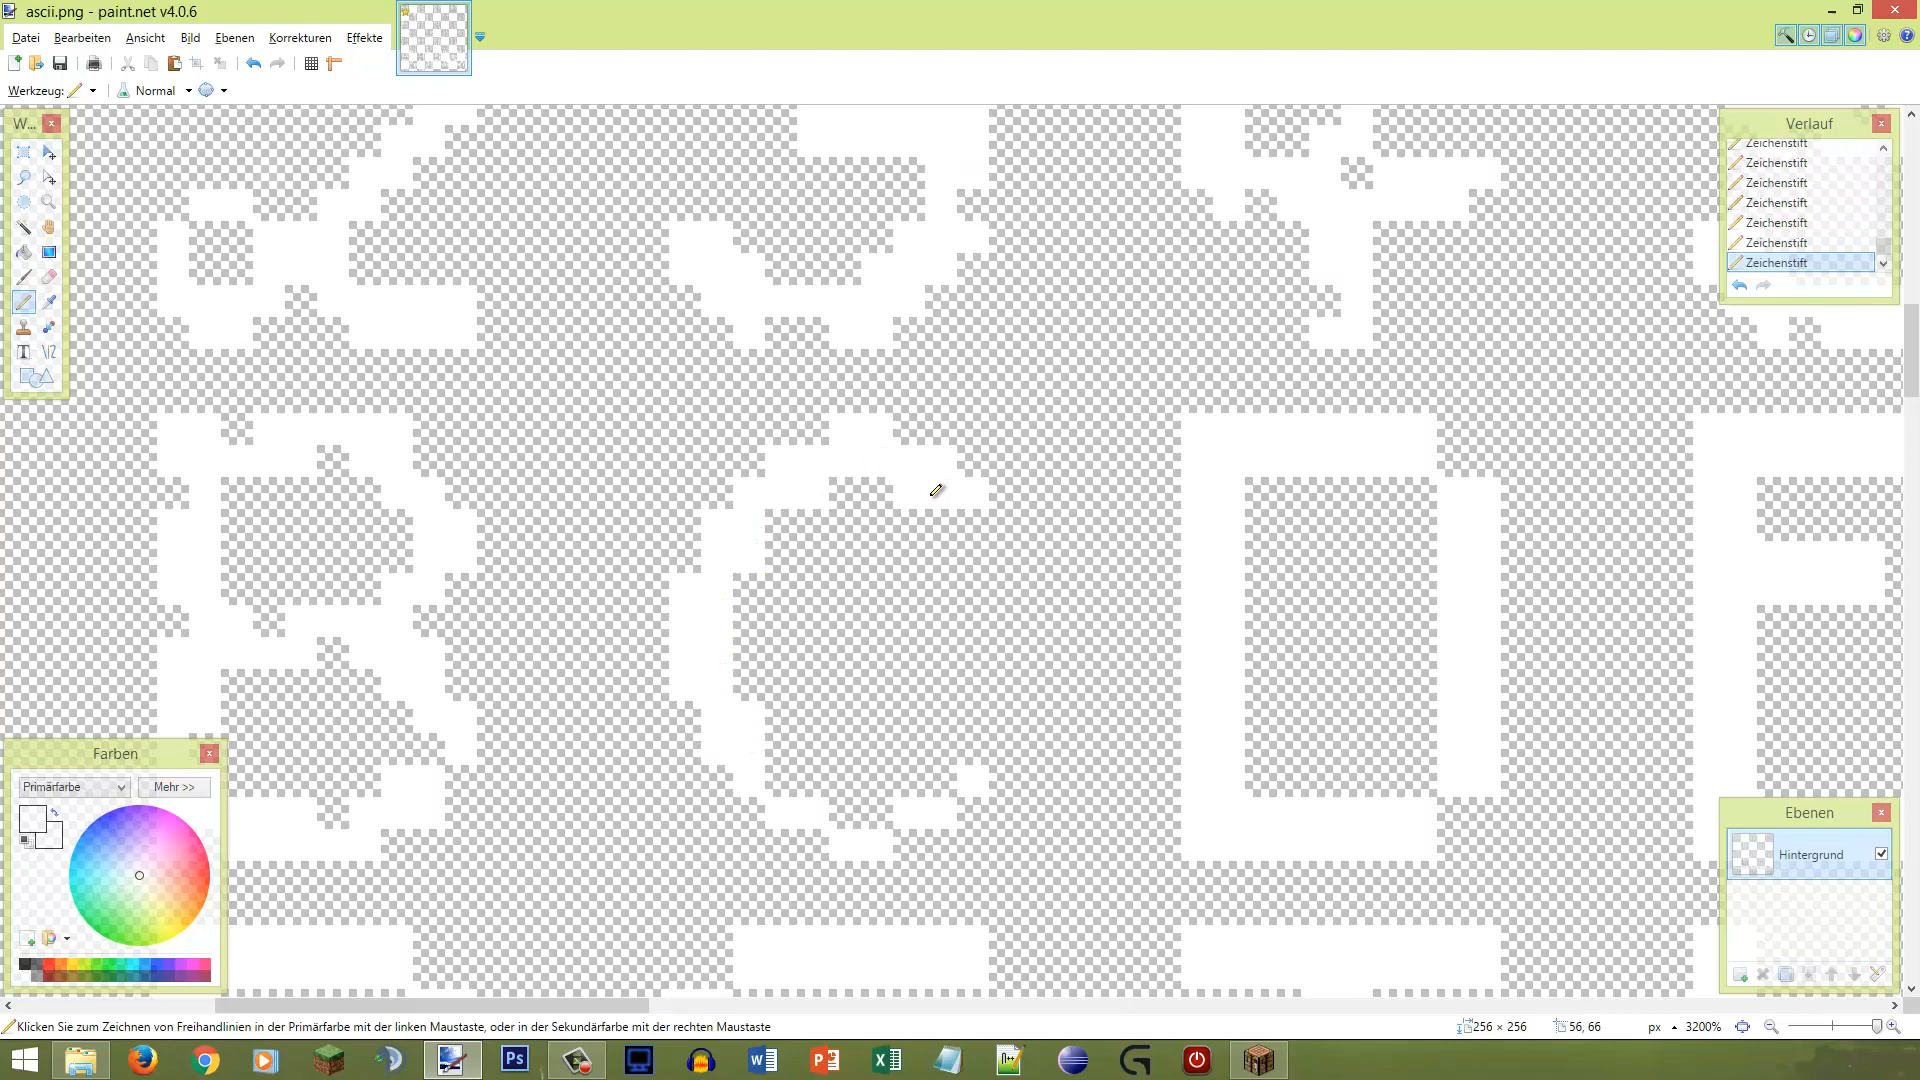 ascii.png - paint.net v4.0.6
Datei Bearbeiten Ansicht Bild Ebenen Korrekturen Effekte
Werkzeug: Normal
W...
Verlauf
Zeichenstift
Zeichenstift
Zeichenstift
Zeichenstift
Zeichenstift
Zeichenstift
Zeichenstift
B C D
Farben
Primärfarbe Mehr >>
Ebenen
Hintergrund
Klicken Sie zum Zeichnen von Freihandlinien in der Primärfarbe mit der linken Maustaste, oder in der Sekundärfarbe mit der rechten Maustaste
256 × 256 56, 66 px 3200%
Ps